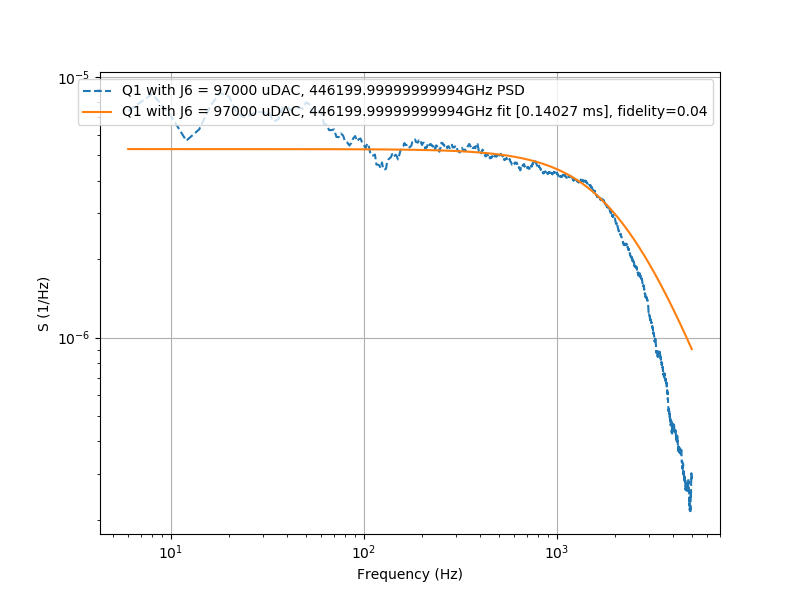 Q1 with J6 = 97000 uDAC, 446199.99999999994GHz PSD
Q1 with J6 = 97000 uDAC, 446199.99999999994GHz fit [0.14027 ms], fidelity=0.04
10⁻⁵
10⁻⁶
S (1/Hz)
10¹ 10² 10³
Frequency (Hz)